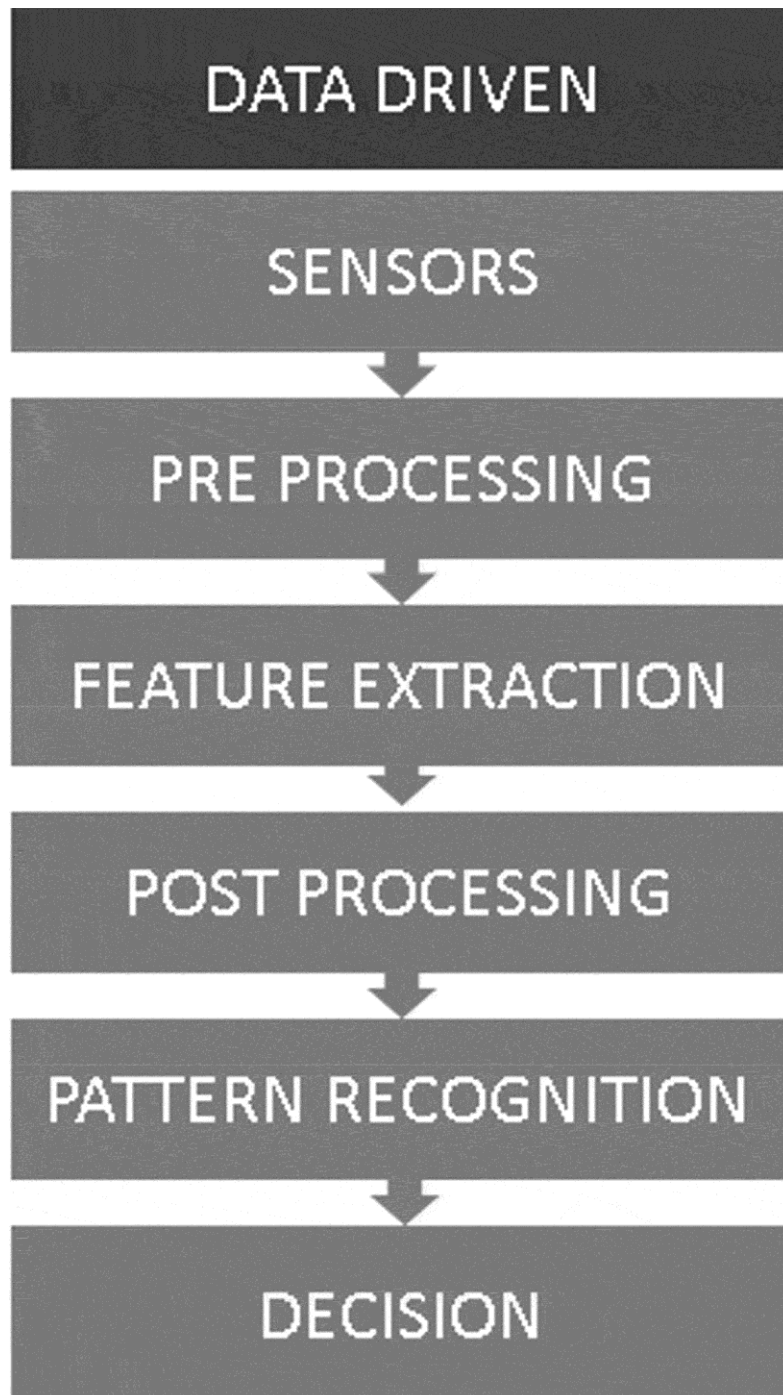 DATA DRIVEN
SENSORS
PRE PROCESSING
FEATURE EXTRACTION
POST PROCESSING
PATTERN RECOGNITION
DECISION